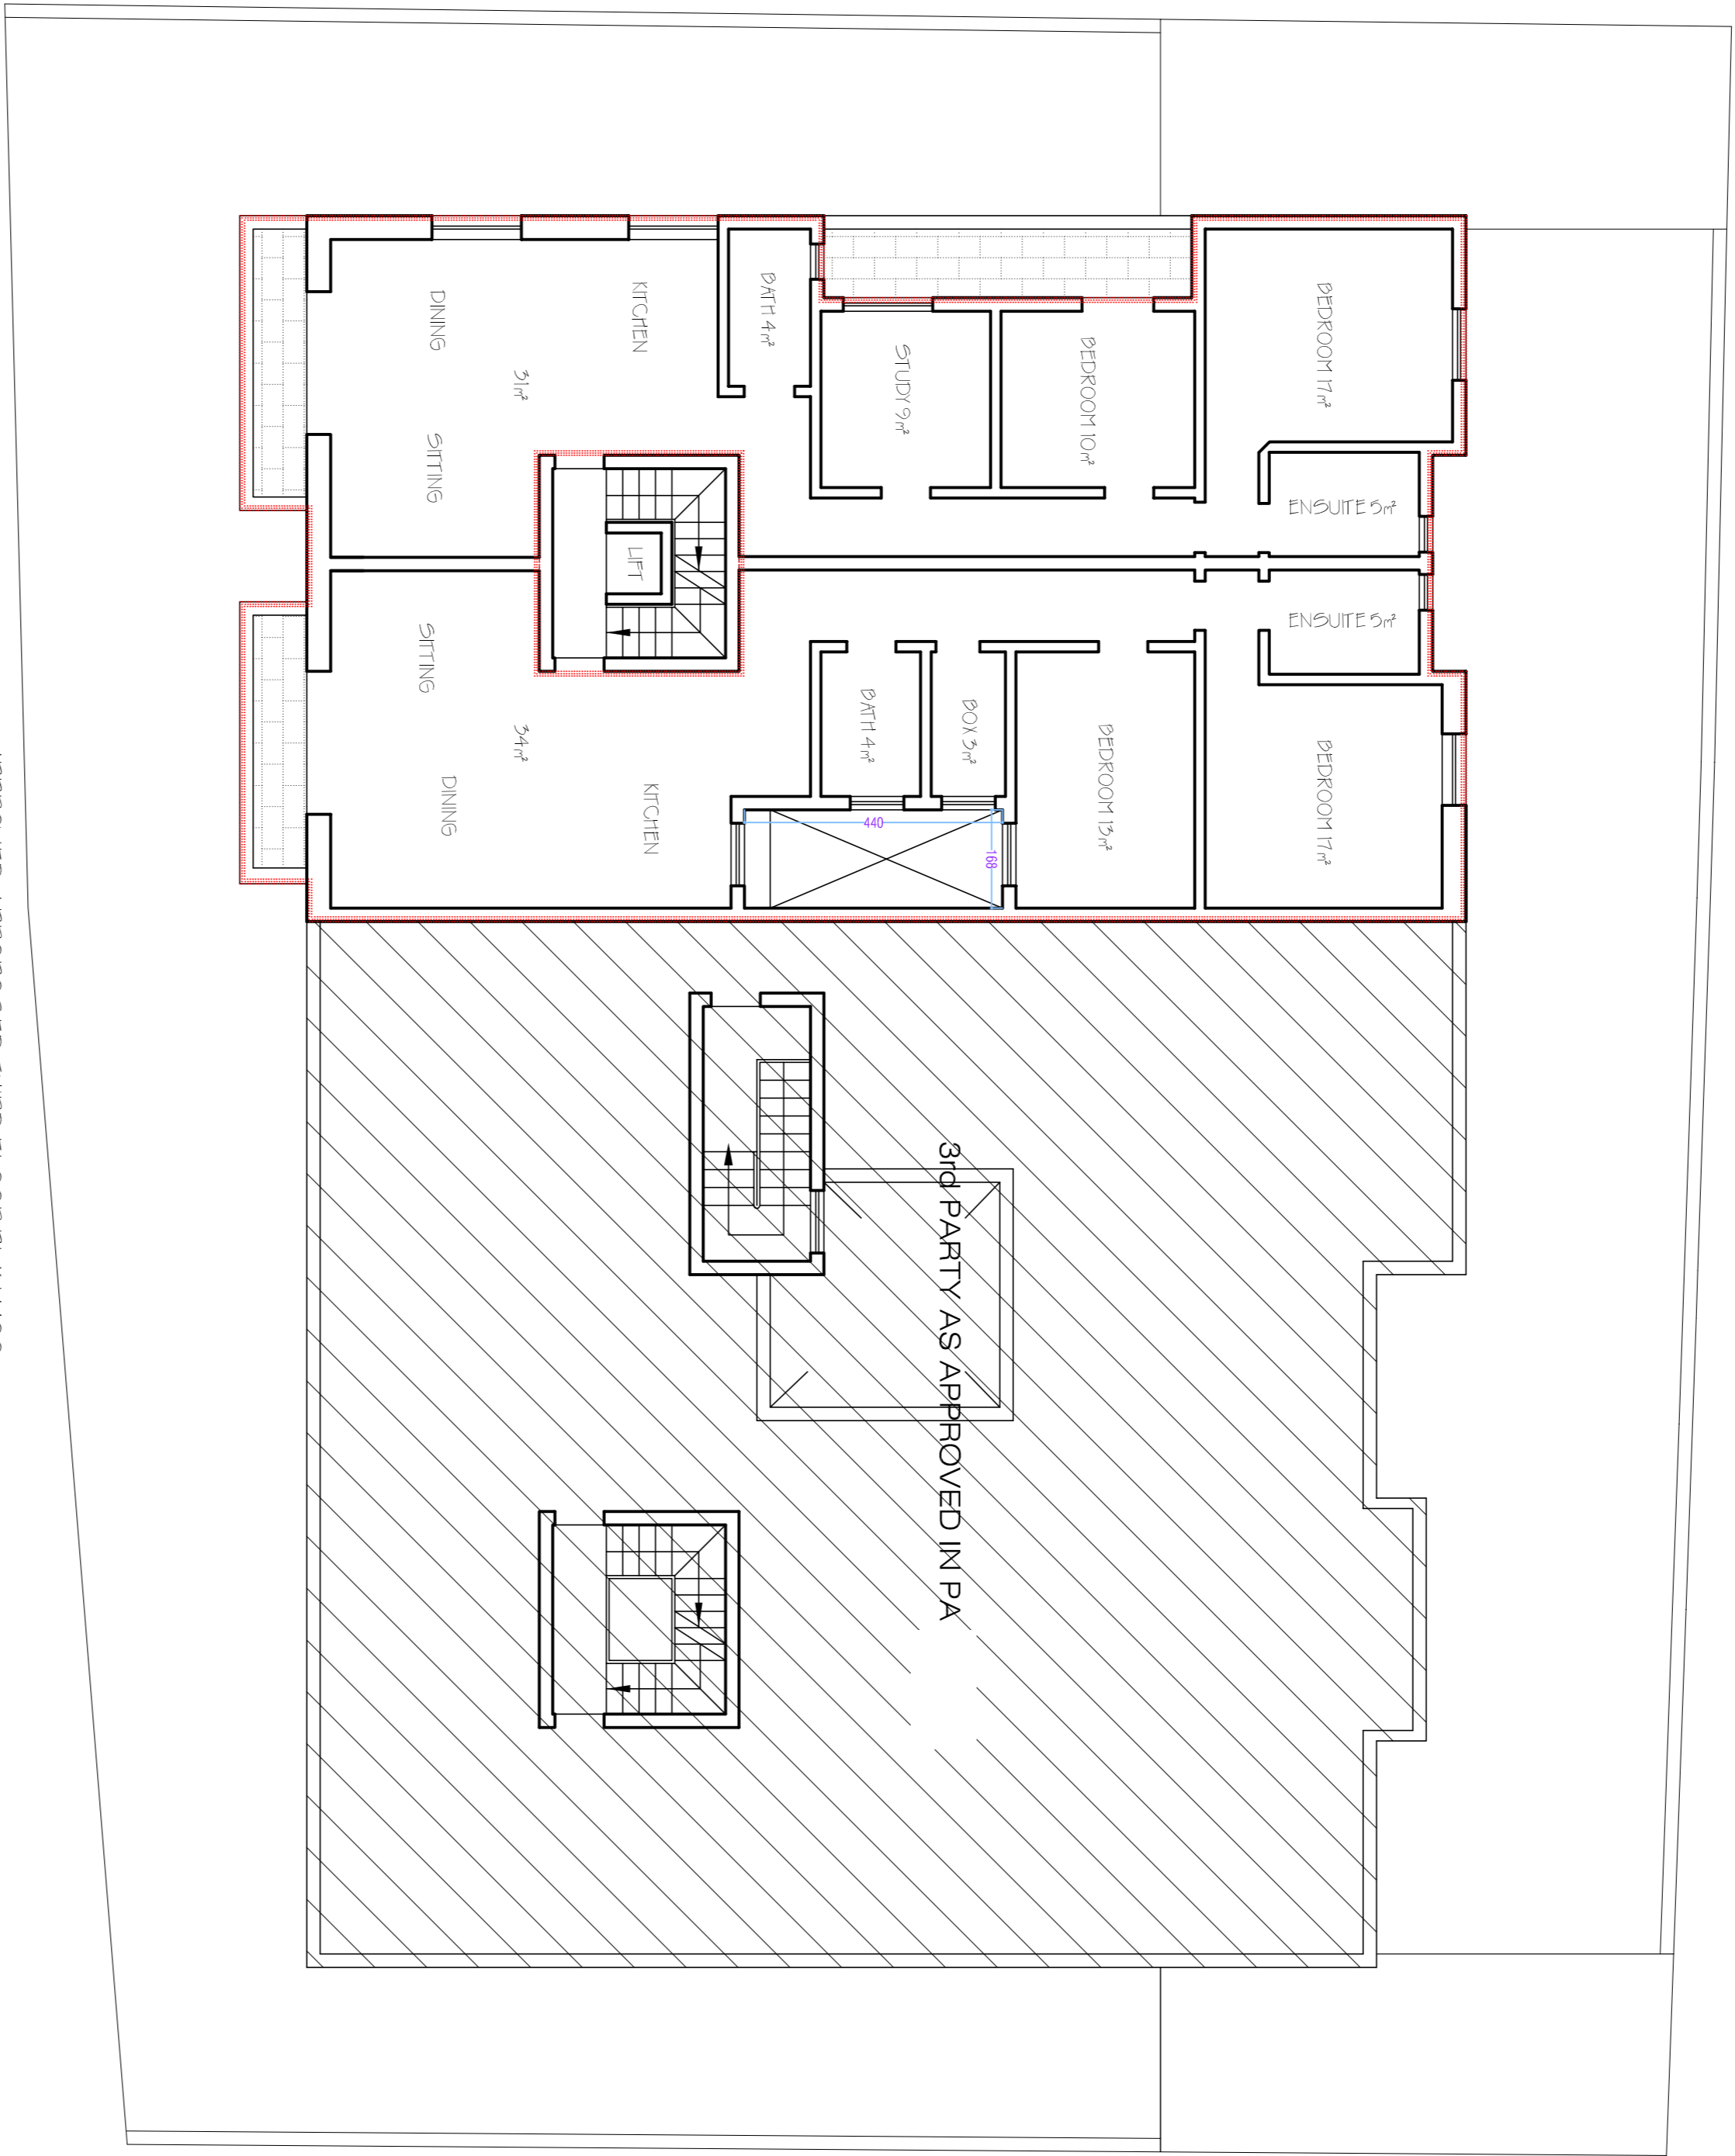 BEDROOM 17m²
ENSUITE 5m²
ENSUITE 5m²
BEDROOM 17m²
BEDROOM 10m²
BEDROOM 13m²
STUDY 9m²
BOX 3m²
168
BATH 4m²
BATH 4m²
440
KITCHEN
LIFT
KITCHEN
31m²
34m²
DINING
SITTING
SITTING
DINING
3rd PARTY AS APPROVED IN PA